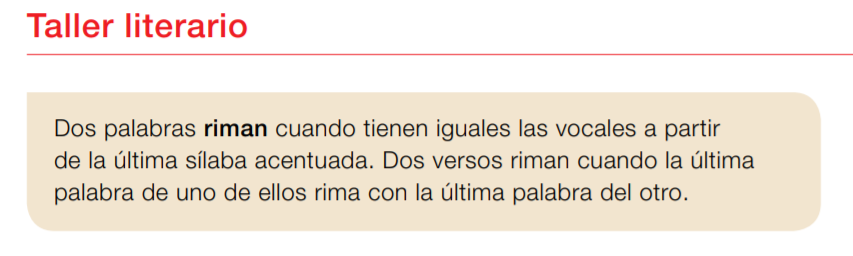 Taller literario
Dos palabras riman cuando tienen iguales las vocales a partir
de la última sílaba acentuada. Dos versos riman cuando la última
palabra de uno de ellos rima con la última palabra del otro.